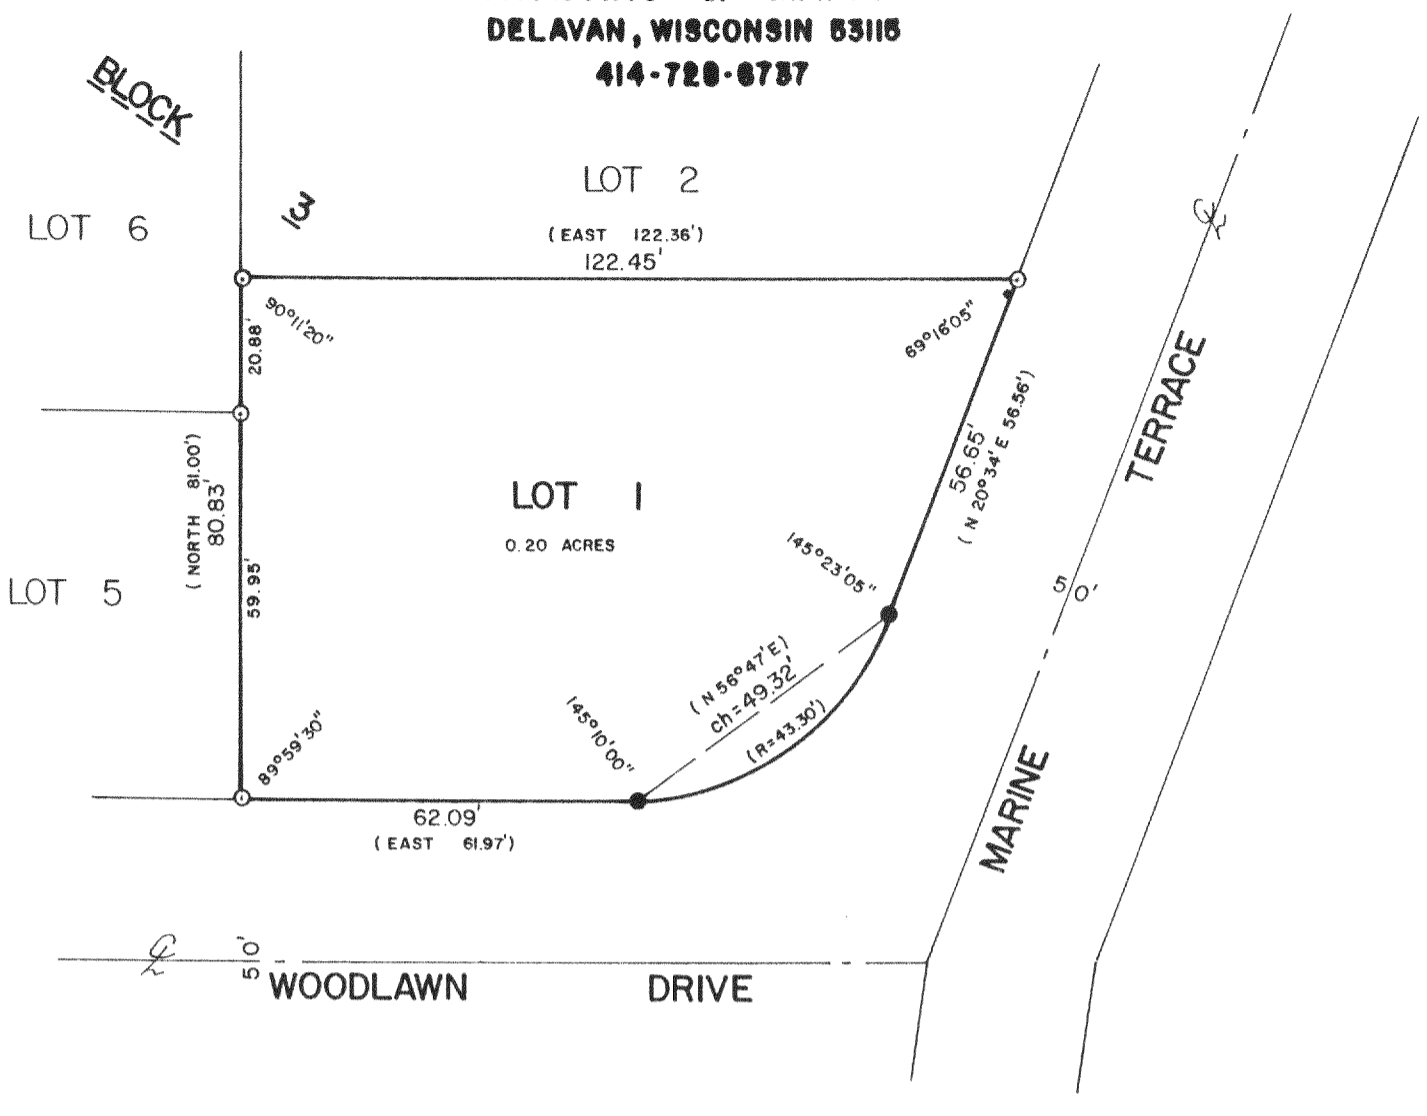 DELAVAN, WISCONSIN 53115
414-728-6737
BLOCK
3
LOT 6
LOT 2
(EAST 122.36')
122.45'
90°11'20"
69°16'05"
20.88'
(NORTH 81.00')
80.83'
59.95'
LOT 5
LOT 1
0.20 ACRES
56.65'
(N 20°34'E 56.56')
145°23'05"
(N 56°47'E)
ch=49.32'
(R=43.30')
145°10'00"
89°59'30"
62.09'
(EAST 61.97')
TERRACE
50'
MARINE
50'
WOODLAWN DRIVE